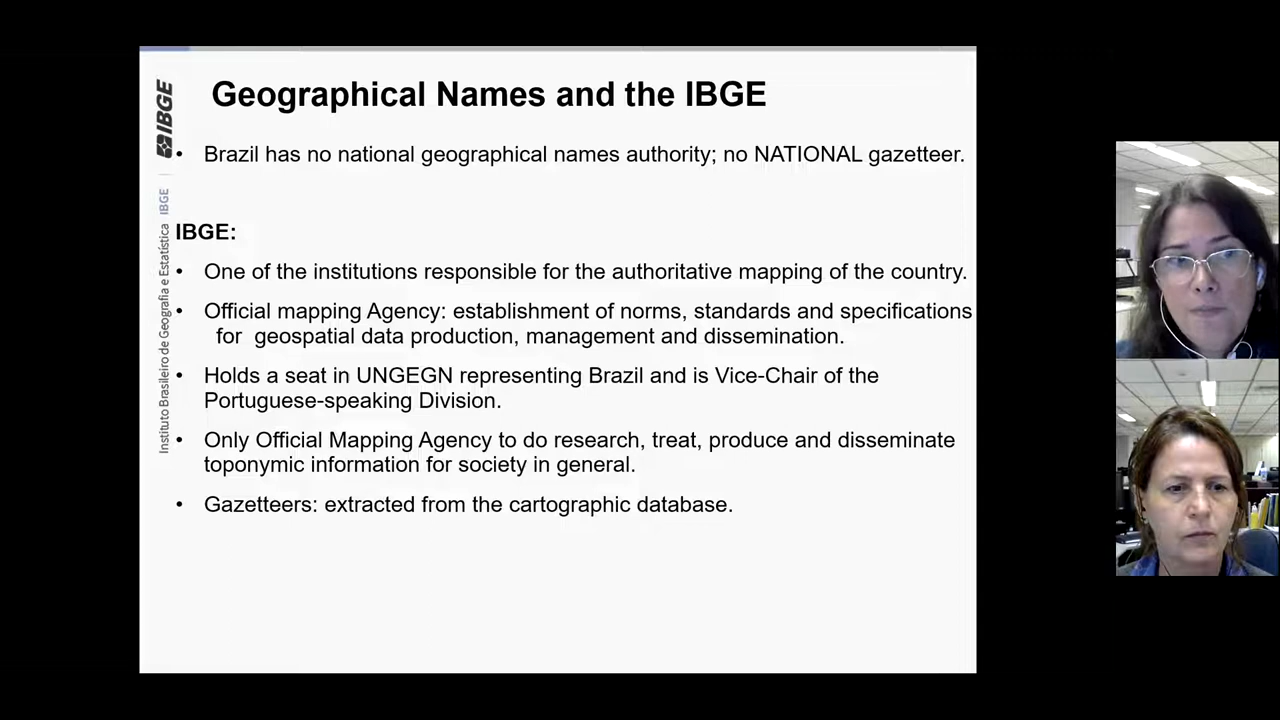 Geographical Names and the IBGE
IBGE
Instituto Brasileiro de Geografia e Estatística IBGE
• Brazil has no national geographical names authority; no NATIONAL gazetteer.
IBGE:
• One of the institutions responsible for the authoritative mapping of the country.
• Official mapping Agency: establishment of norms, standards and specifications
for geospatial data production, management and dissemination.
• Holds a seat in UNGEGN representing Brazil and is Vice-Chair of the
Portuguese-speaking Division.
• Only Official Mapping Agency to do research, treat, produce and disseminate
toponymic information for society in general.
• Gazetteers: extracted from the cartographic database.